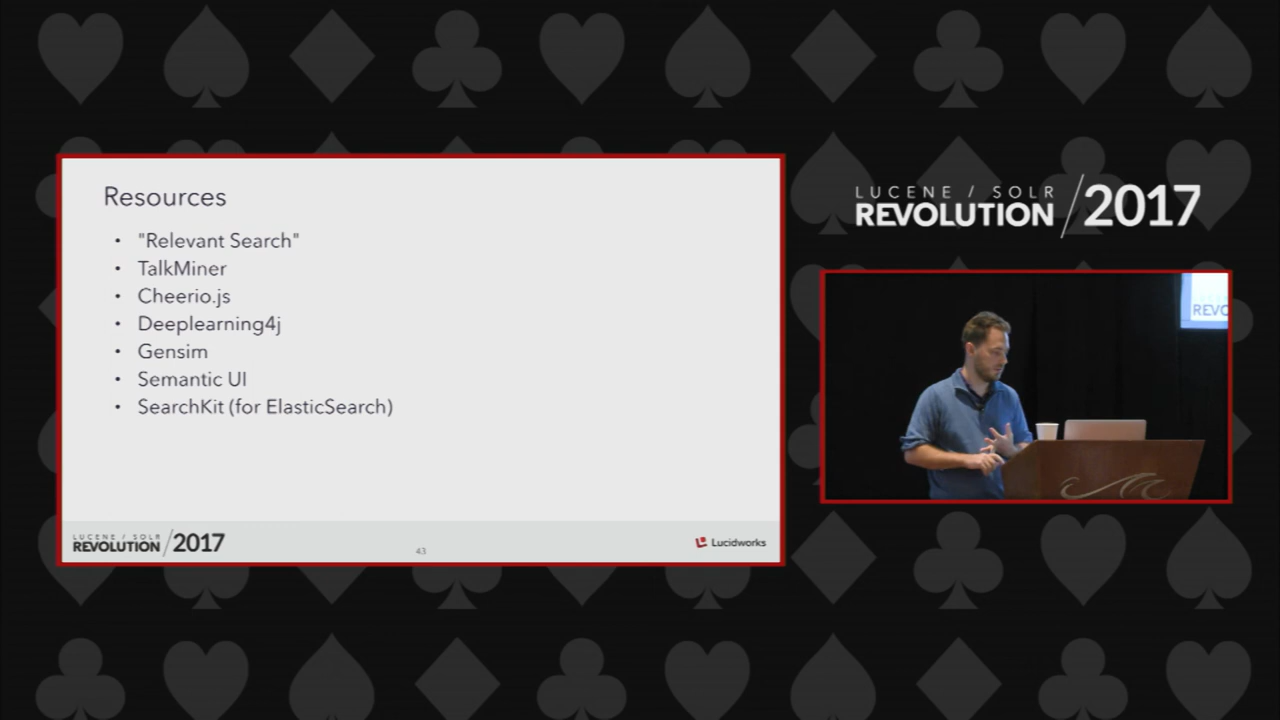 Resources
• "Relevant Search"
• TalkMiner
• Cheerio.js
• Deeplearning4j
• Gensim
• Semantic UI
• SearchKit (for ElasticSearch)
LUCENE / SOLR
REVOLUTION /2017
43
Lucidworks
LUCENE / SOLR
REVOLUTION /2017
REVO